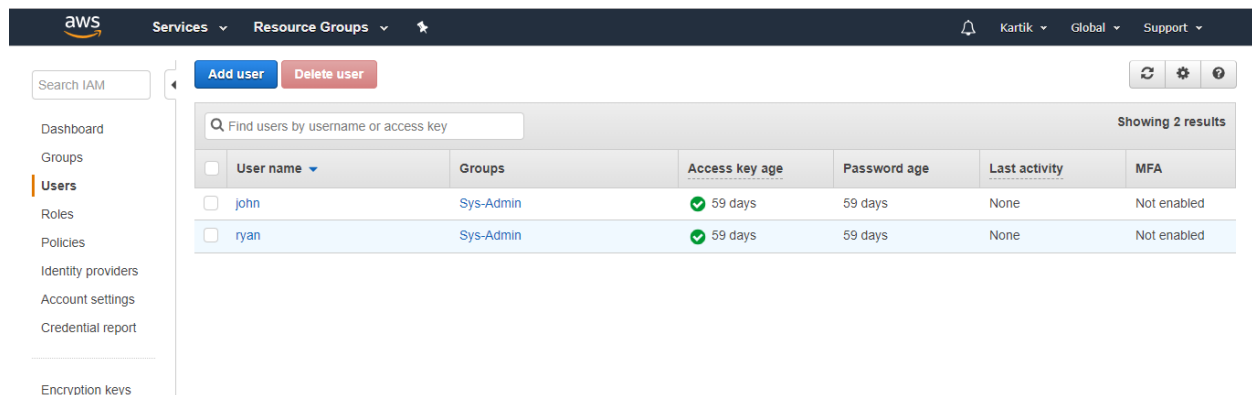 aws Services Resource Groups Kartik Global Support
Search IAM
Dashboard
Groups
Users
Roles
Policies
Identity providers
Account settings
Credential report
Encryption keys
Add user Delete user
Find users by username or access key Showing 2 results
User name Groups Access key age Password age Last activity MFA
john Sys-Admin 59 days 59 days None Not enabled
ryan Sys-Admin 59 days 59 days None Not enabled